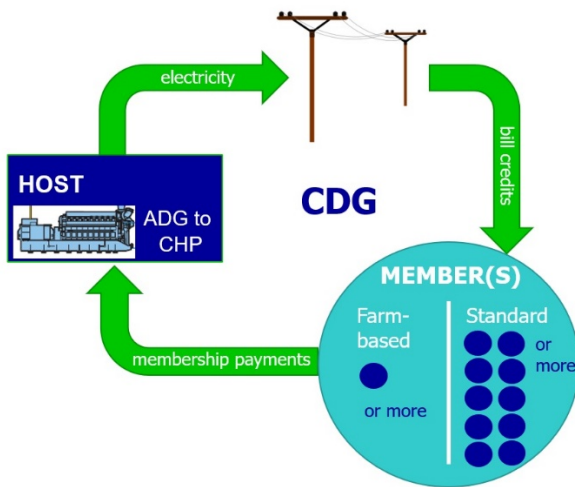 electricity
bill credits
HOST
ADG to
CHP
CDG
MEMBER(S)
Farm-
based
or more
Standard
or
more
membership payments